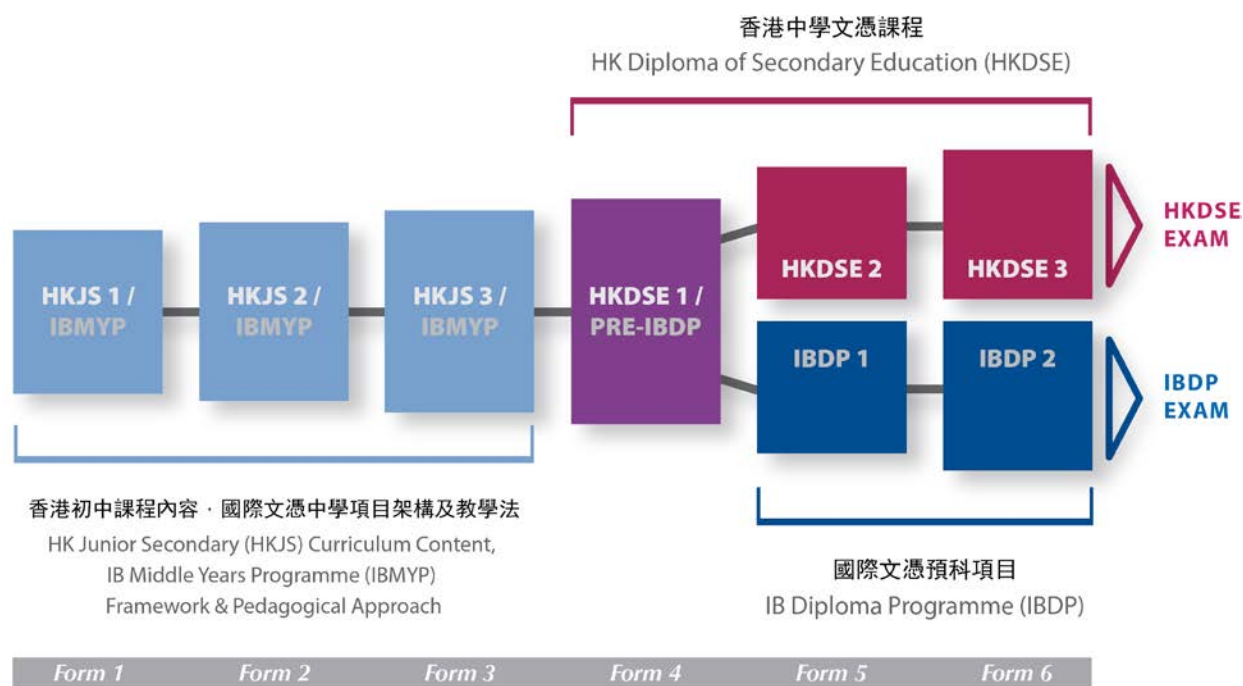 香港中學文憑課程
HK Diploma of Secondary Education (HKDSE)
HKJS 1 /
IBMYP
HKJS 2 /
IBMYP
HKJS 3 /
IBMYP
HKDSE 1 /
PRE-IBDP
HKDSE 2
HKDSE 3
HKDSE
EXAM
IBDP 1
IBDP 2
IBDP
EXAM
香港初中課程內容 · 國際文憑中學項目架構及教學法
HK Junior Secondary (HKJS) Curriculum Content,
IB Middle Years Programme (IBMYP)
Framework & Pedagogical Approach
國際文憑預科項目
IB Diploma Programme (IBDP)
Form 1
Form 2
Form 3
Form 4
Form 5
Form 6